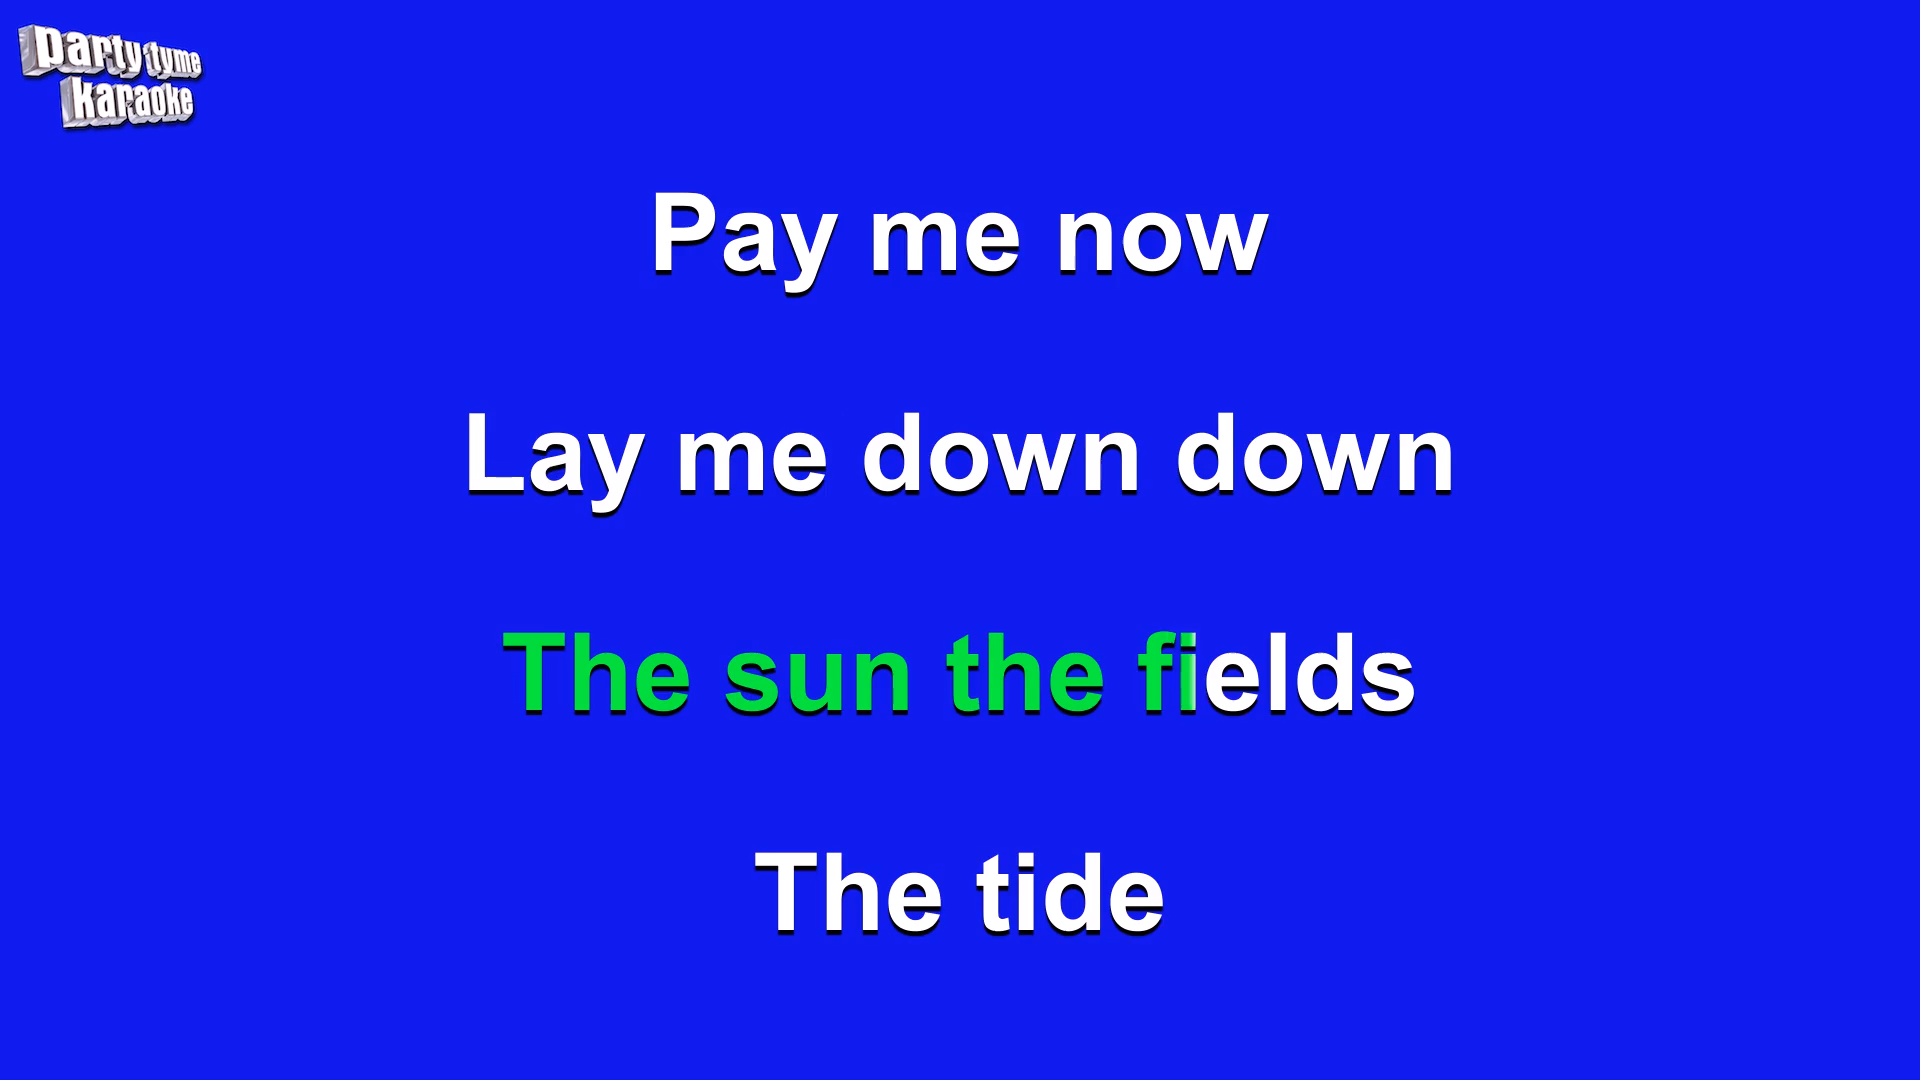 party tyme
karaoke
Pay me now
Lay me down down
The sun the fields
The tide